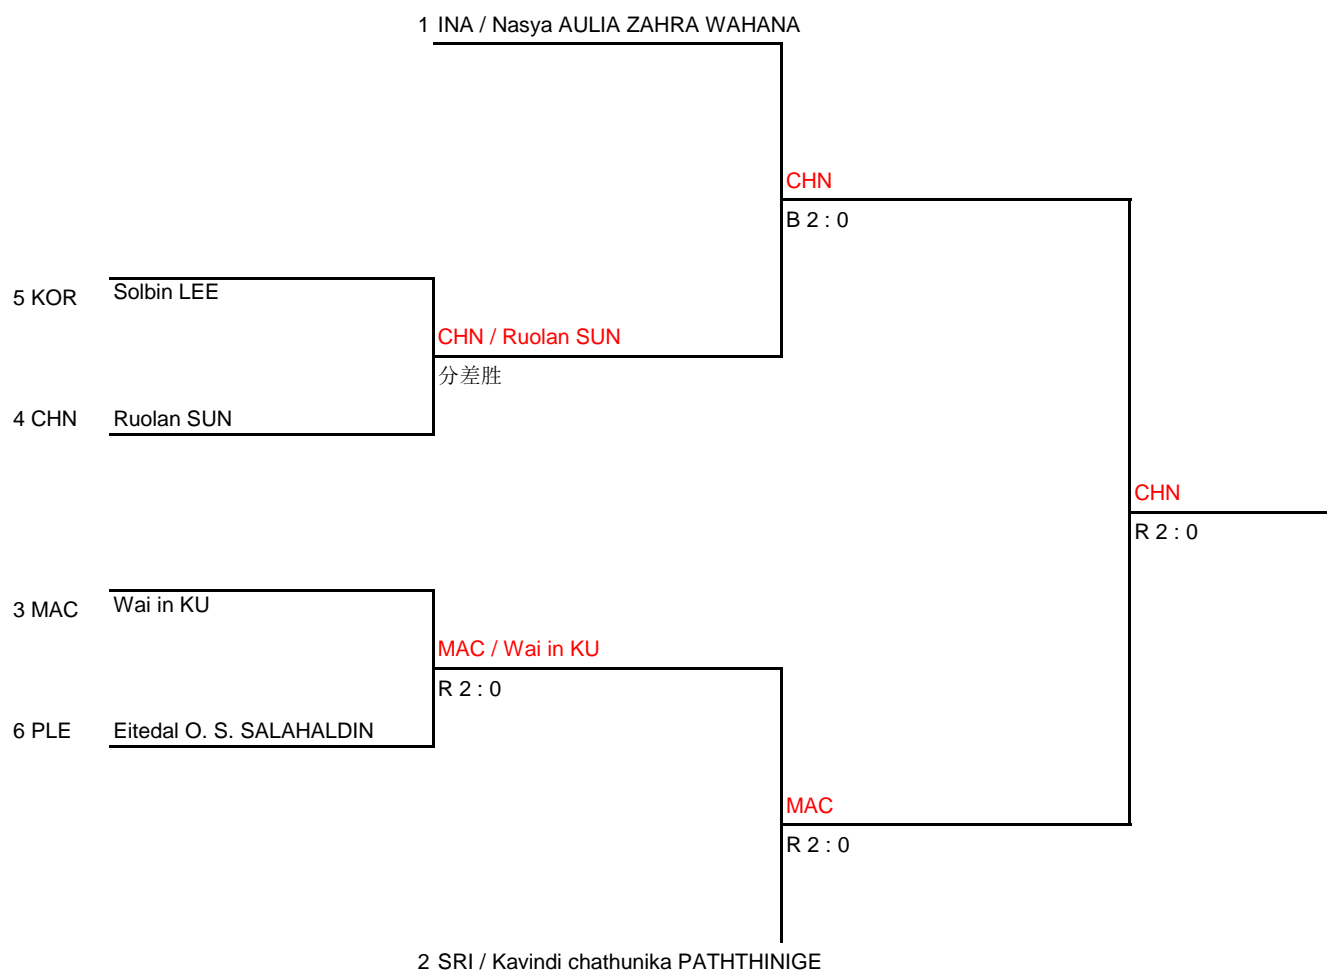 1 INA / Nasya AULIA ZAHRA WAHANA
CHN
B 2 : 0
5 KOR Solbin LEE
CHN / Ruolan SUN
分差胜
4 CHN Ruolan SUN
CHN
R 2 : 0
3 MAC Wai in KU
MAC / Wai in KU
R 2 : 0
6 PLE Eitedal O. S. SALAHALDIN
MAC
R 2 : 0
2 SRI / Kavindi chathunika PATHTHINIGE